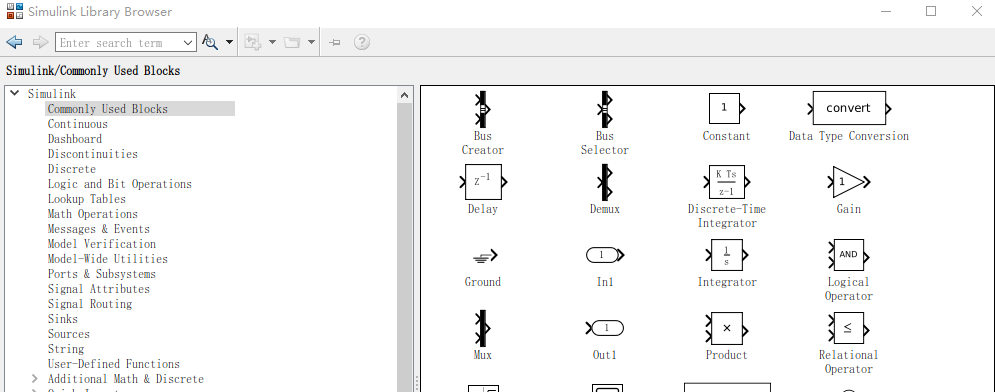 Simulink Library Browser
Enter search term
Simulink/Commonly Used Blocks
Simulink
Commonly Used Blocks
Continuous
Dashboard
Discontinuities
Discrete
Logic and Bit Operations
Lookup Tables
Math Operations
Messages & Events
Model Verification
Model-Wide Utilities
Ports & Subsystems
Signal Attributes
Signal Routing
Sinks
Sources
String
User-Defined Functions
Additional Math & Discrete
Bus
Creator
Bus
Selector
1
Constant
convert
Data Type Conversion
z⁻¹
Delay
Demux
K Ts
z-1
Discrete-Time
Integrator
1
Gain
Ground
1
In1
1
s
Integrator
AND
Logical
Operator
Mux
1
Out1
×
Product
≤
Relational
Operator